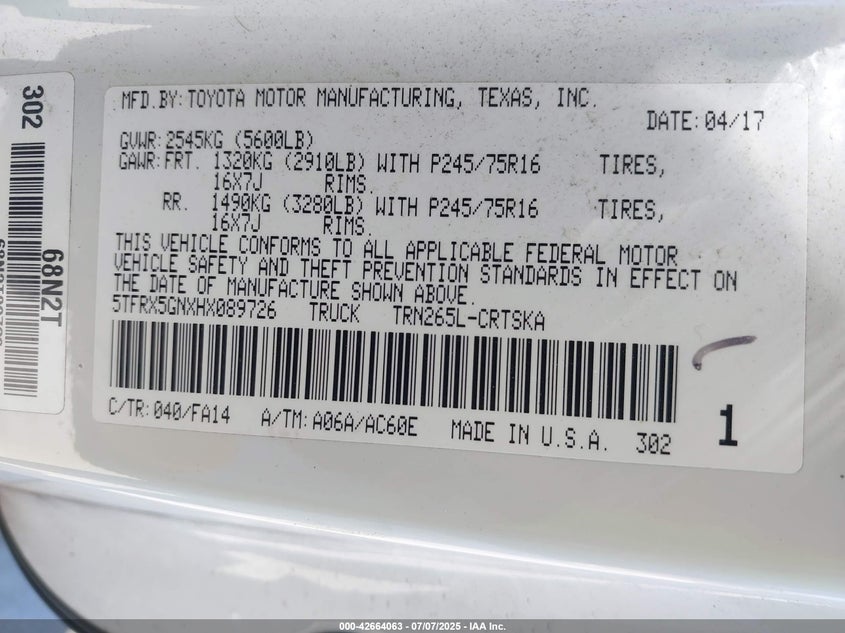 302
68N2T
MFD.BY:TOYOTA MOTOR MANUFACTURING, TEXAS, INC.
DATE:04/17
GVWR:2545KG (5600LB)
GAWR:FRT. 1320KG (2910LB) WITH P245/75R16 TIRES,
16X7J RIMS.
RR. 1490KG (3280LB) WITH P245/75R16 TIRES,
16X7J RIMS.
THIS VEHICLE CONFORMS TO ALL APPLICABLE FEDERAL MOTOR
VEHICLE SAFETY AND THEFT PREVENTION STANDARDS IN EFFECT ON
THE DATE OF MANUFACTURE SHOWN ABOVE.
5TFRX5GNXHX089726 TRUCK TRN265L-CRTSKA
C/TR:040/FA14 A/TM:A06A/AC60E MADE IN U.S.A. 302
1
000-42664063 - 07/07/2025 - IAA Inc.